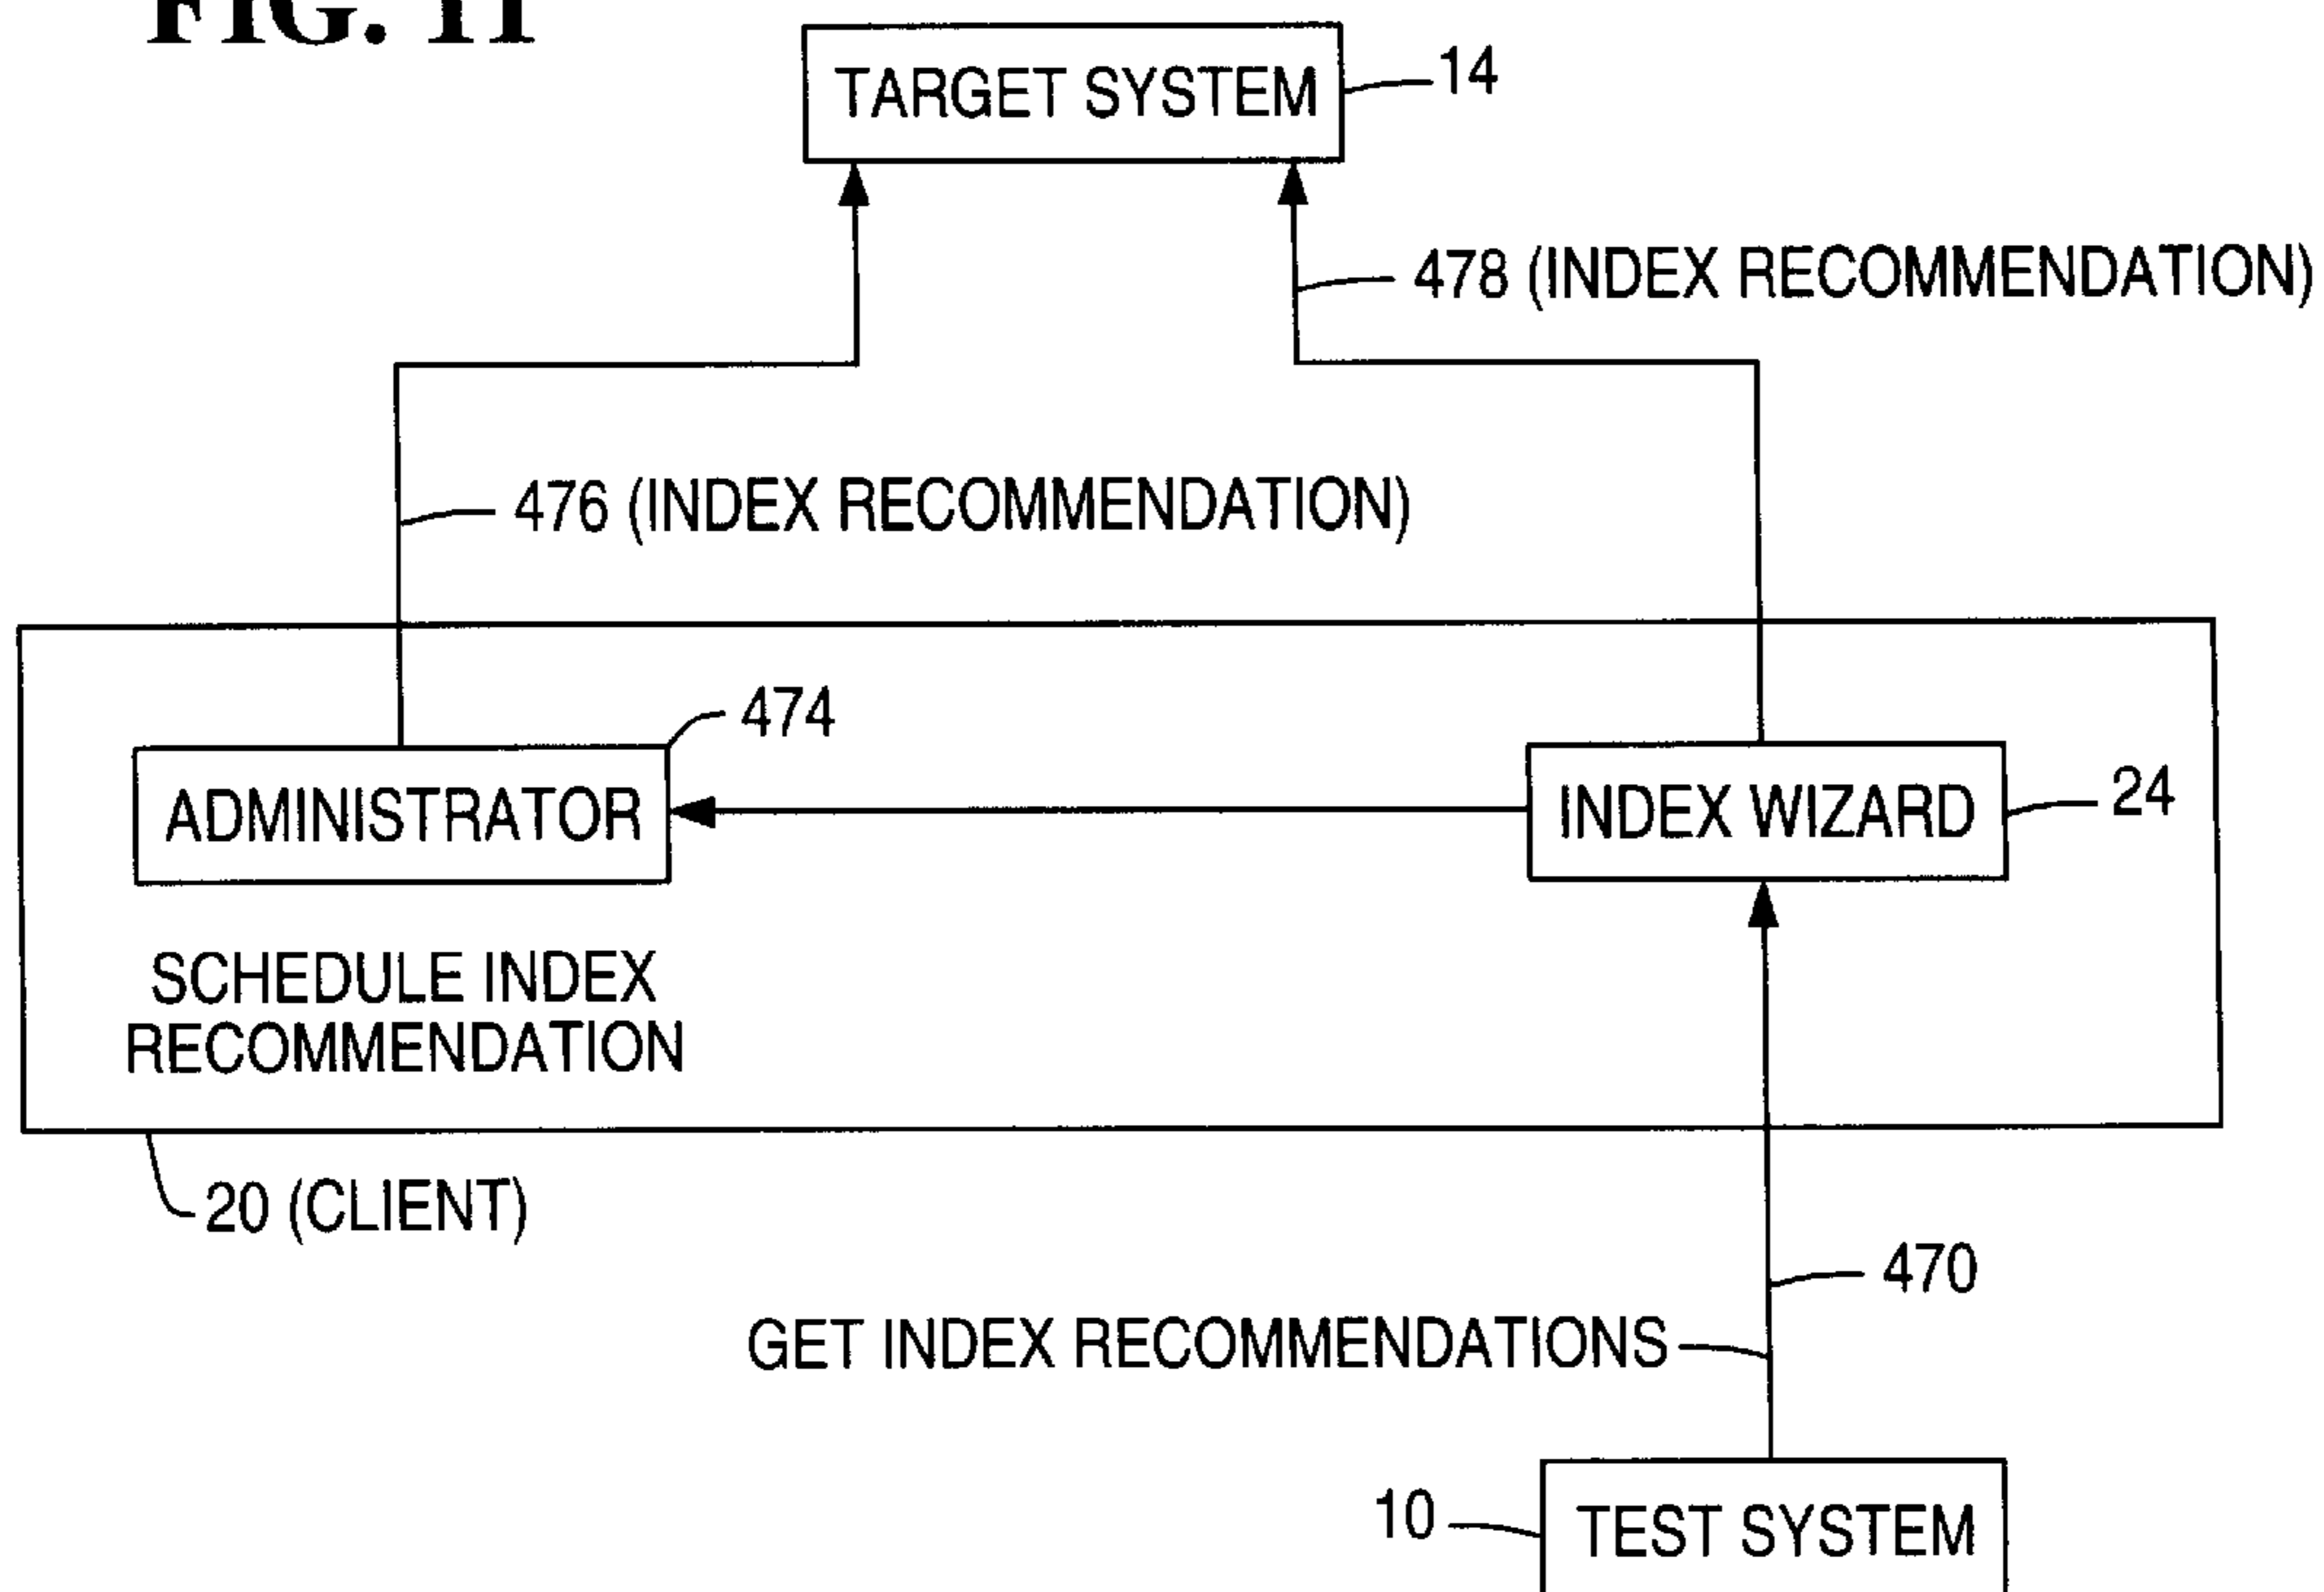 FIG. 11
TARGET SYSTEM
14
478 (INDEX RECOMMENDATION)
476 (INDEX RECOMMENDATION)
474
ADMINISTRATOR
INDEX WIZARD
24
SCHEDULE INDEX
RECOMMENDATION
20 (CLIENT)
470
GET INDEX RECOMMENDATIONS
10
TEST SYSTEM